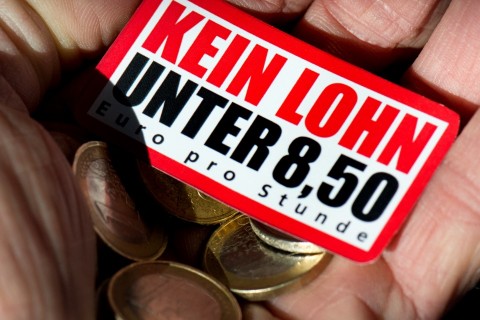 KEIN LOHN
UNTER 8,50
Euro pro Stunde